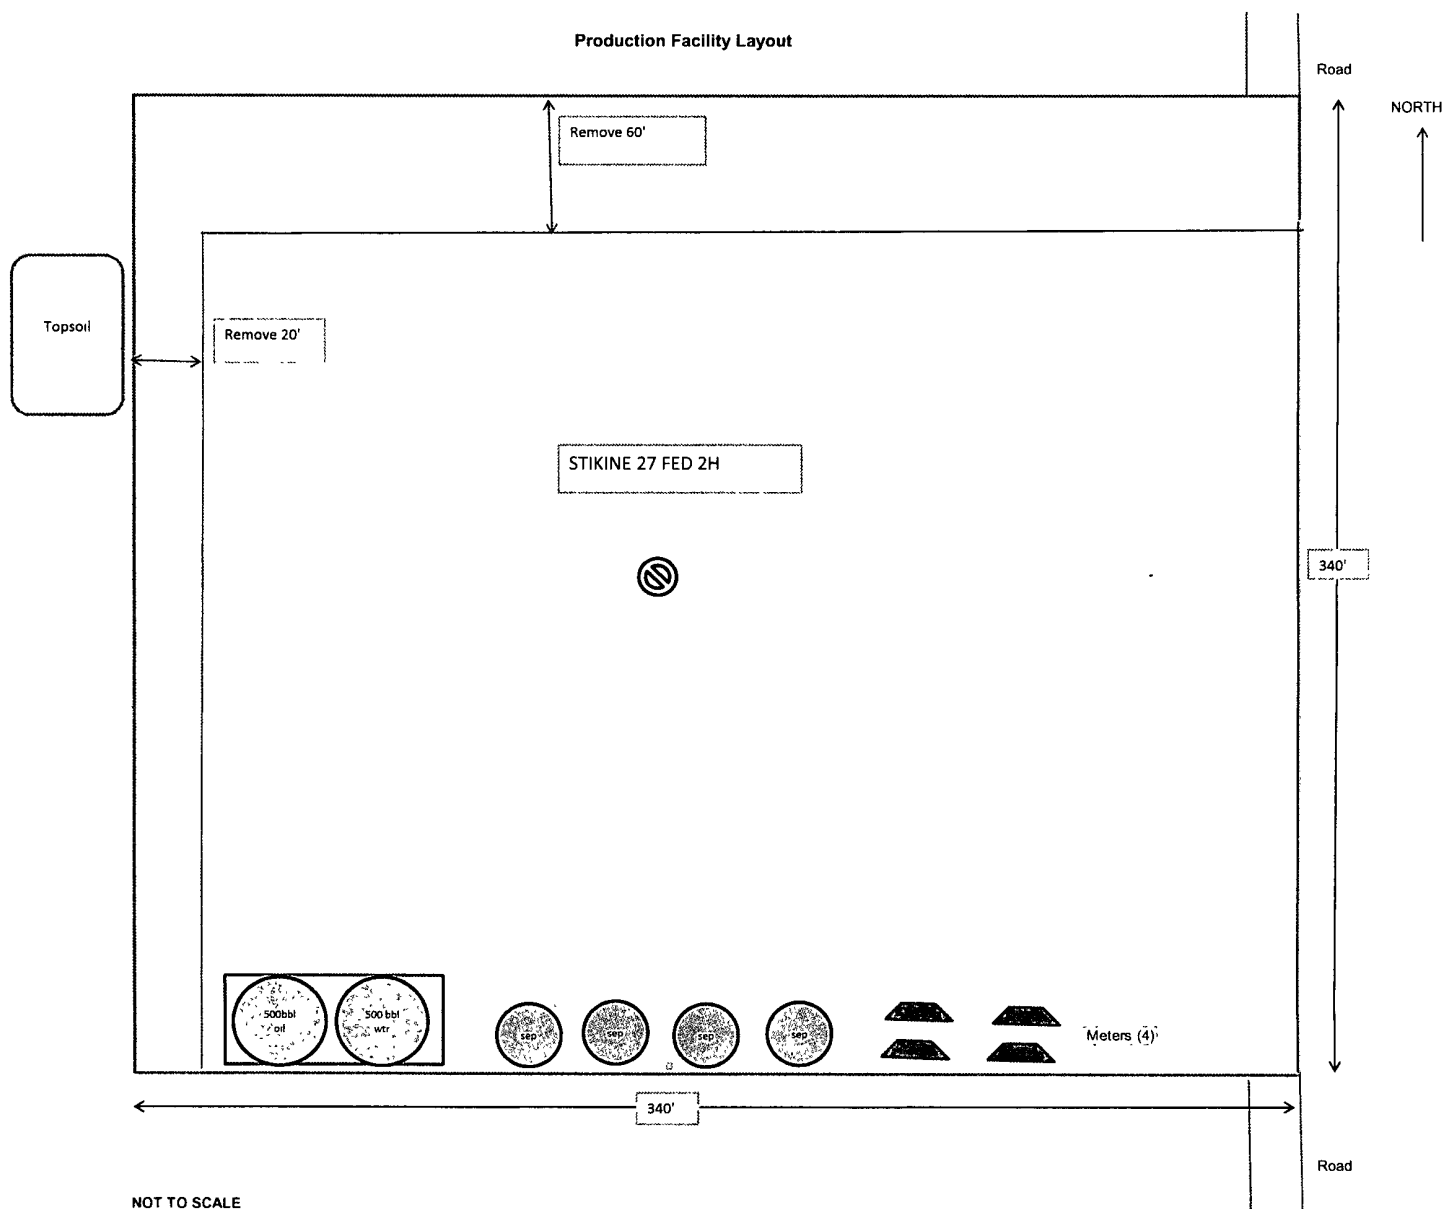 Production Facility Layout
Road
NORTH
Remove 60'
Topsoil
Remove 20'
STIKINE 27 FED 2H
340'
500bbl
oil
500 bbl
wtr
sep
sep
sep
sep
Meters (4)
340'
Road
NOT TO SCALE